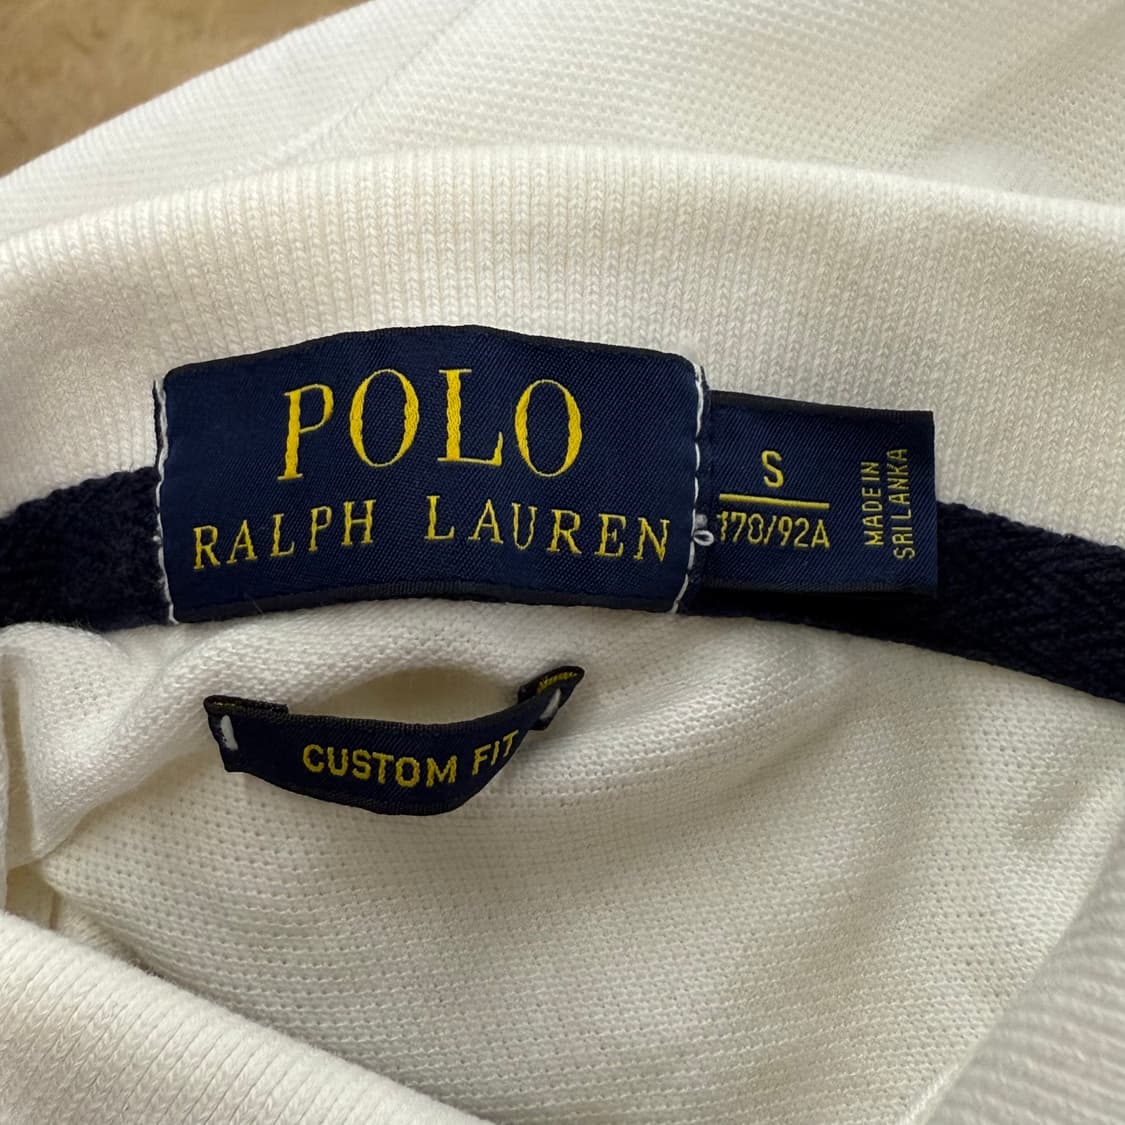 POLO
RALPH LAUREN
S
170/92A
MADE IN
SRI LANKA
CUSTOM FIT